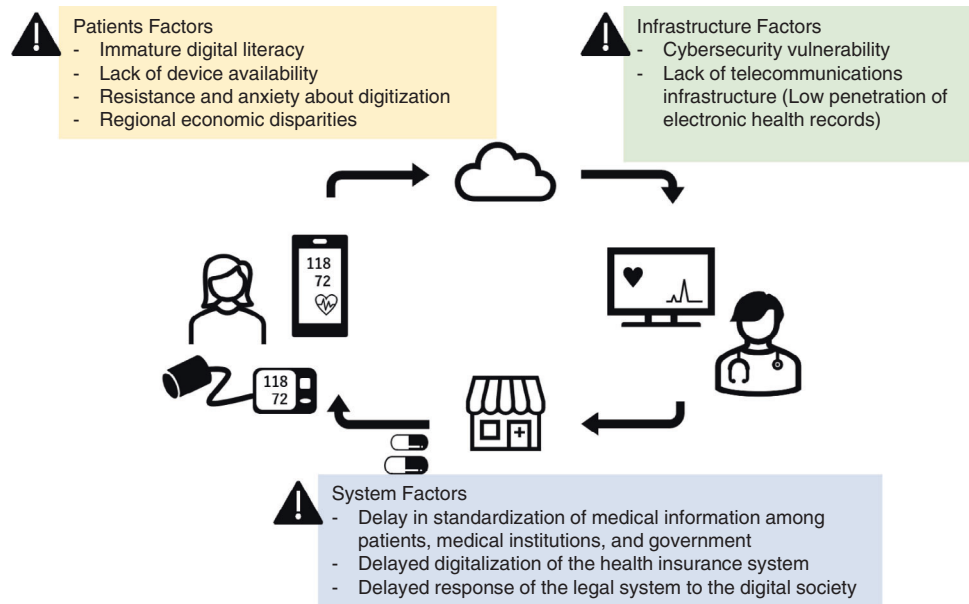 Patients Factors
- Immature digital literacy
- Lack of device availability
- Resistance and anxiety about digitization
- Regional economic disparities
Infrastructure Factors
- Cybersecurity vulnerability
- Lack of telecommunications
infrastructure (Low penetration of
electronic health records)
118
72
118
72
System Factors
- Delay in standardization of medical information among
patients, medical institutions, and government
- Delayed digitalization of the health insurance system
- Delayed response of the legal system to the digital society